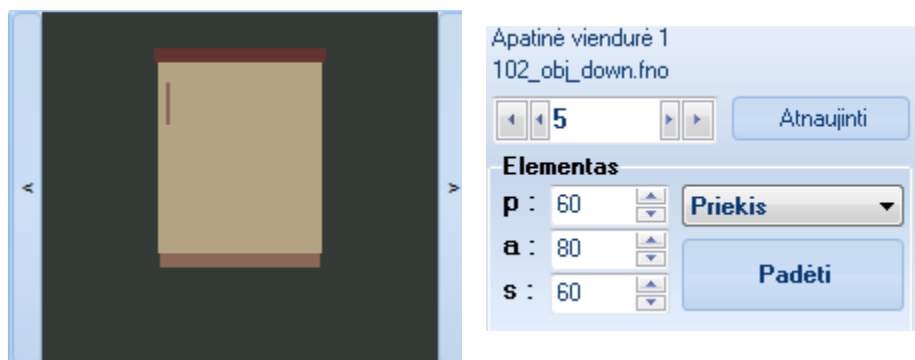 <
>
Apatinė viendurė 1
102_obj_down.fno
5
Atnaujinti
Elementas
p : 60
Priekis
a : 80
Padėti
s : 60